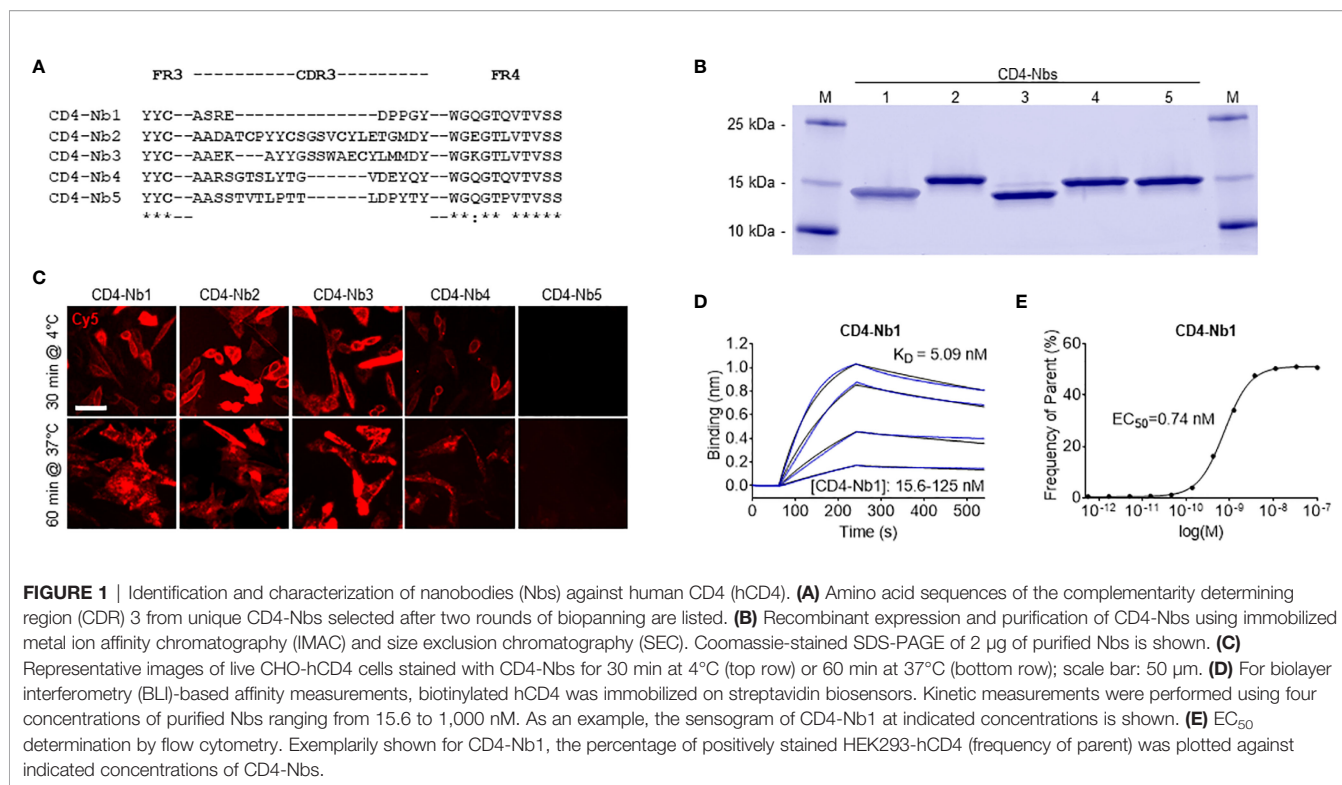 A
FR3 ----------CDR3--------- FR4
CD4-Nb1 YYC--ASRE--------------DPPGY--WGQGTQVTVSS
CD4-Nb2 YYC--AADATCPYYCSGSVCYLETGMDY--WGEGTLVTVSS
CD4-Nb3 YYC--AAEK---AYYGSSWAECYLMMDY--WGKGTLVTVSS
CD4-Nb4 YYC--AARSGTSLYTG------VDEYQY--WGQGTQVTVSS
CD4-Nb5 YYC--AASSTVTLPTT-------LDPYTY--WGQGTQVTVSS
***-- --**:** *****
B
CD4-Nbs
M 1 2 3 4 5 M
25 kDa -
15 kDa -
10 kDa -
C
CD4-Nb1 CD4-Nb2 CD4-Nb3 CD4-Nb4 CD4-Nb5
30 min @ 4°C
Cy5
60 min @ 37°C
D
CD4-Nb1
K_D = 5.09 nM
Binding (nm)
1.2
1.0
0.8
0.6
0.4
0.2
0.0
[CD4-Nb1]: 15.6-125 nM
0 100 200 300 400 500
Time (s)
E
CD4-Nb1
Frequency of Parent (%)
60
40
20
0
EC50=0.74 nM
10-12 10-11 10-10 10-9 10-8 10-7
log(M)
FIGURE 1 | Identification and characterization of nanobodies (Nbs) against human CD4 (hCD4). (A) Amino acid sequences of the complementarity determining
region (CDR) 3 from unique CD4-Nbs selected after two rounds of biopanning are listed. (B) Recombinant expression and purification of CD4-Nbs using immobilized
metal ion affinity chromatography (IMAC) and size exclusion chromatography (SEC). Coomassie-stained SDS-PAGE of 2 µg of purified Nbs is shown. (C)
Representative images of live CHO-hCD4 cells stained with CD4-Nbs for 30 min at 4°C (top row) or 60 min at 37°C (bottom row); scale bar: 50 µm. (D) For biolayer
interferometry (BLI)-based affinity measurements, biotinylated hCD4 was immobilized on streptavidin biosensors. Kinetic measurements were performed using four
concentrations of purified Nbs ranging from 15.6 to 1,000 nM. As an example, the sensogram of CD4-Nb1 at indicated concentrations is shown. (E) EC50
determination by flow cytometry. Exemplarily shown for CD4-Nb1, the percentage of positively stained HEK293-hCD4 (frequency of parent) was plotted against
indicated concentrations of CD4-Nbs.